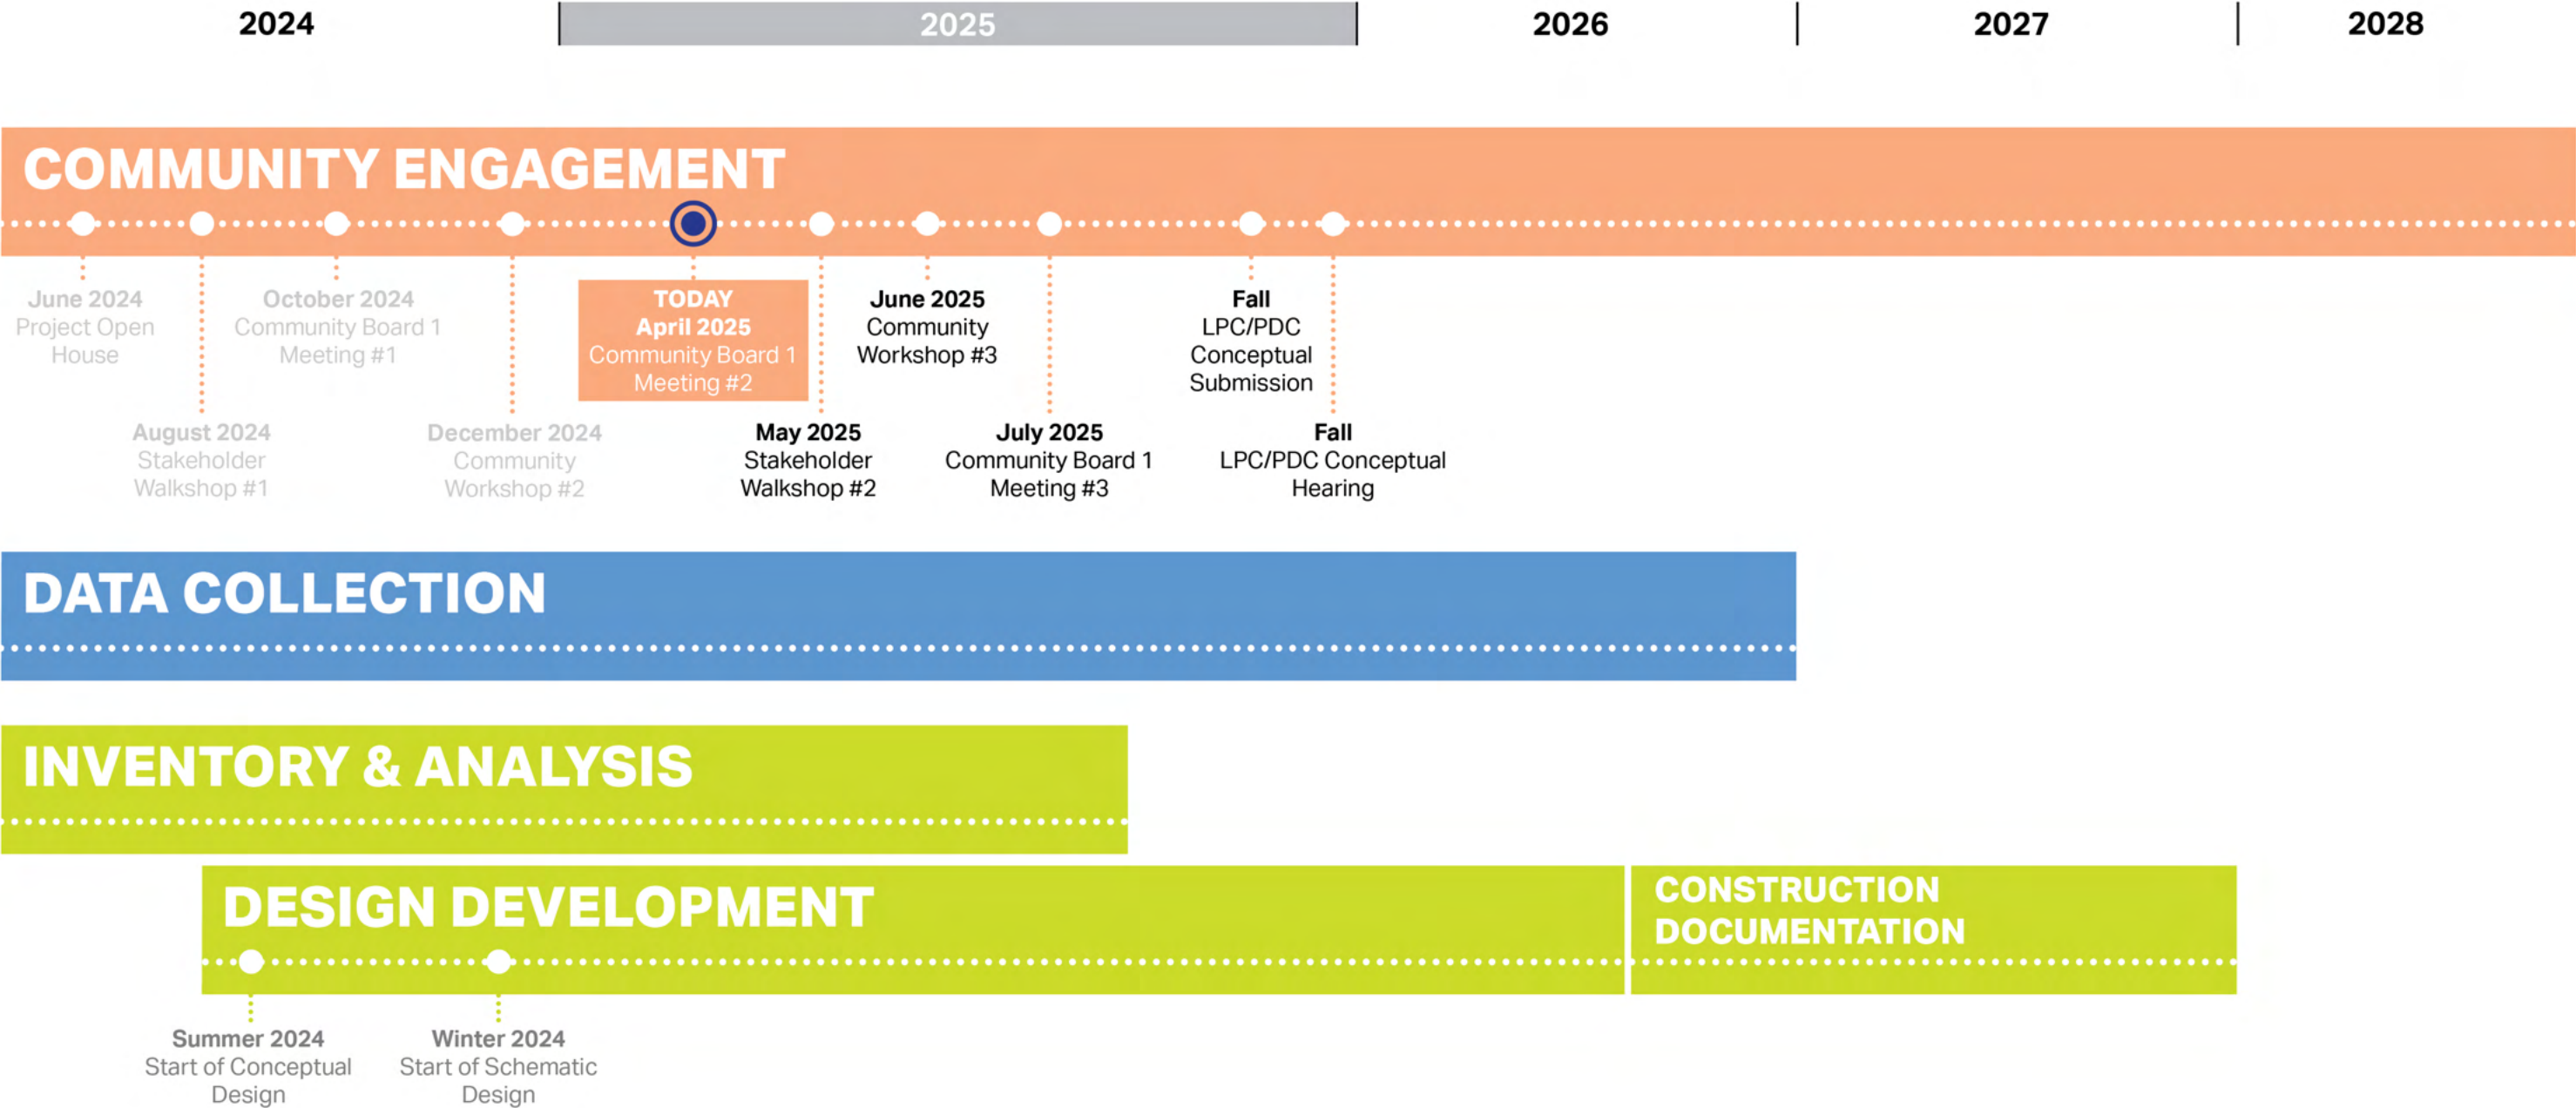 2024
2025
2026
2027
2028
COMMUNITY ENGAGEMENT
June 2024
Project Open
House
August 2024
Stakeholder
Walkshop #1
October 2024
Community Board 1
Meeting #1
December 2024
Community
Workshop #2
TODAY
April 2025
Community Board 1
Meeting #2
May 2025
Stakeholder
Walkshop #2
June 2025
Community
Workshop #3
July 2025
Community Board 1
Meeting #3
Fall
LPC/PDC
Conceptual
Submission
Fall
LPC/PDC Conceptual
Hearing
DATA COLLECTION
INVENTORY & ANALYSIS
DESIGN DEVELOPMENT
CONSTRUCTION
DOCUMENTATION
Summer 2024
Start of Conceptual
Design
Winter 2024
Start of Schematic
Design